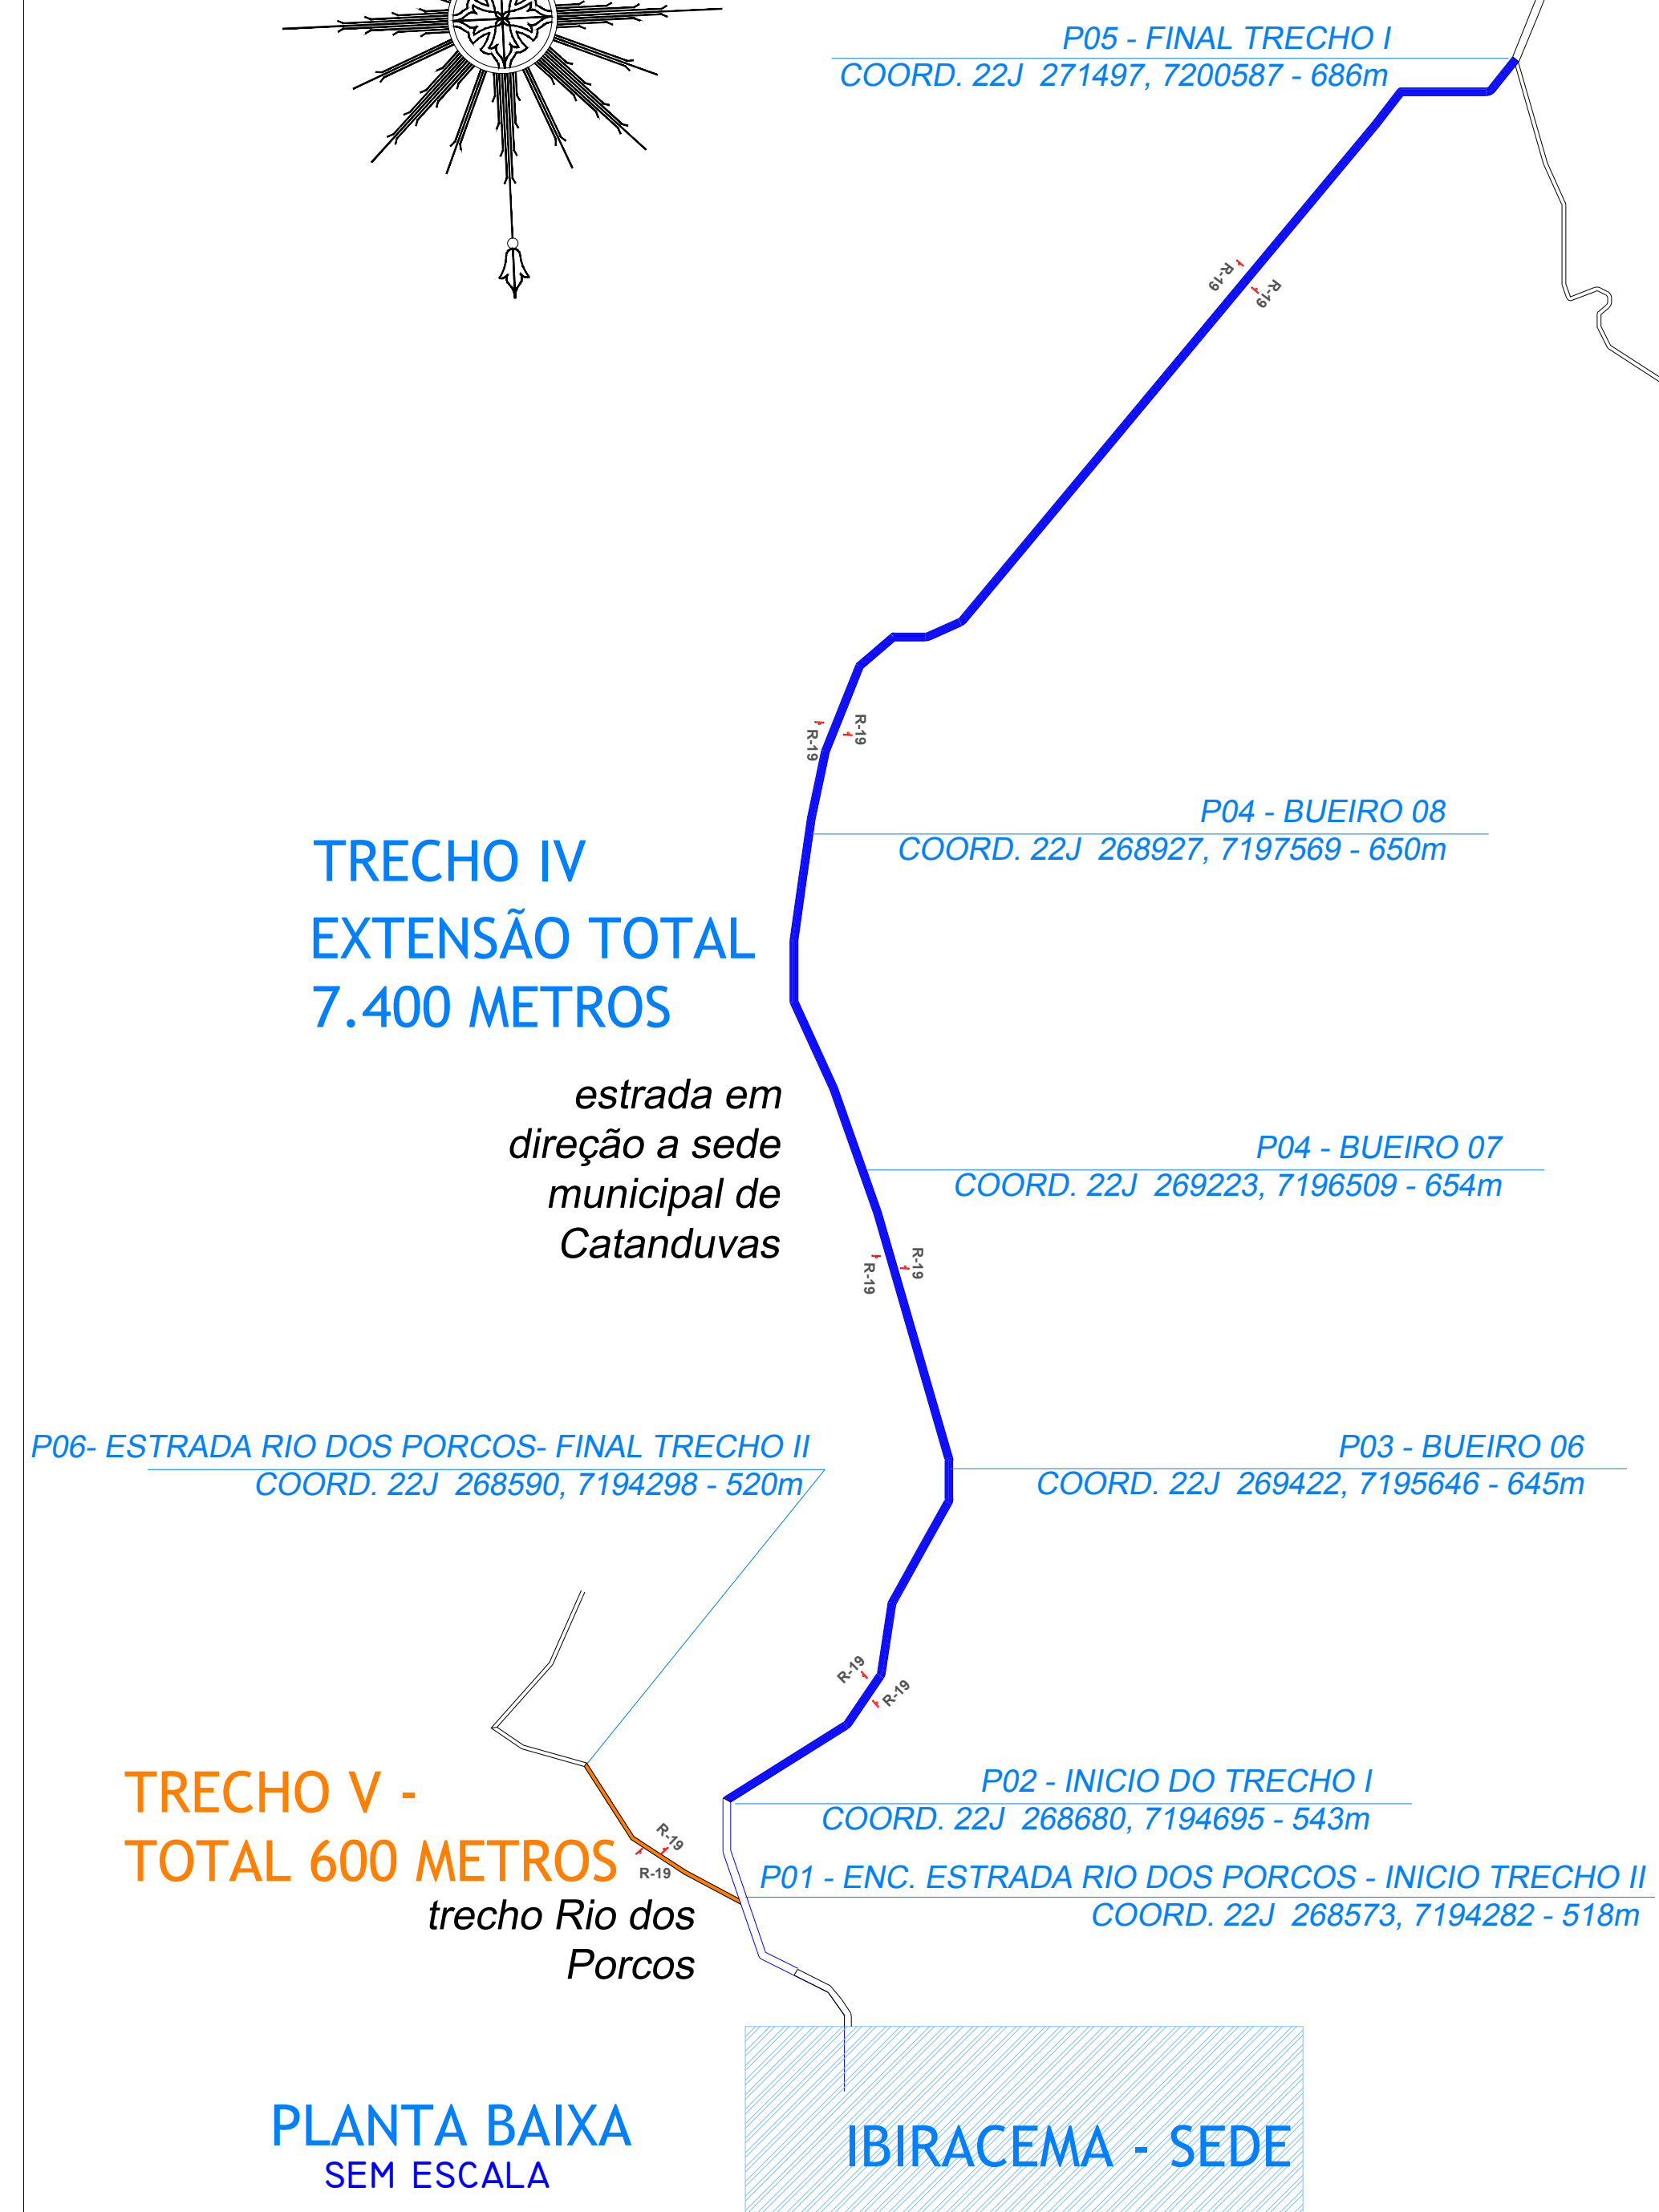 P05 - FINAL TRECHO I
COORD. 22J  271497, 7200587 - 686m
R-19
R-19
R-19
R-19
P04 - BUEIRO 08
COORD. 22J  268927, 7197569 - 650m
TRECHO IV
EXTENSÃO TOTAL
7.400 METROS
estrada em
direção a sede
municipal de
Catanduvas
P04 - BUEIRO 07
COORD. 22J  269223, 7196509 - 654m
R-19
R-19
P06- ESTRADA RIO DOS PORCOS- FINAL TRECHO II
COORD. 22J  268590, 7194298 - 520m
P03 - BUEIRO 06
COORD. 22J  269422, 7195646 - 645m
R-19
R-19
P02 - INICIO DO TRECHO I
COORD. 22J  268680, 7194695 - 543m
TRECHO V -
TOTAL 600 METROS
R-19
R-19
trecho Rio dos
Porcos
P01 - ENC. ESTRADA RIO DOS PORCOS - INICIO TRECHO II
COORD. 22J  268573, 7194282 - 518m
PLANTA BAIXA
SEM ESCALA
IBIRACEMA - SEDE